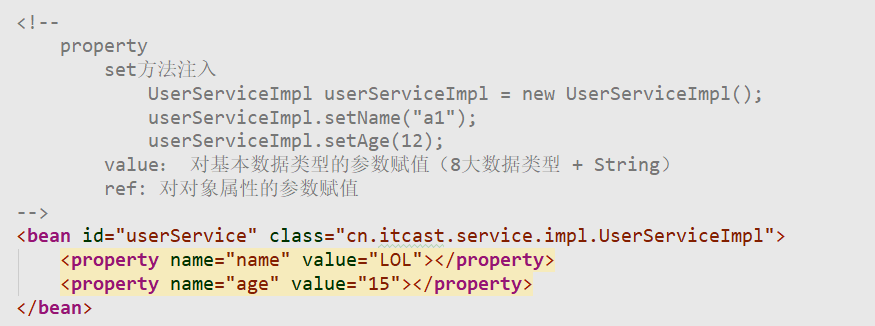 <!--
property
set方法注入
UserServiceImpl userServiceImpl = new UserServiceImpl();
userServiceImpl.setName("a1");
userServiceImpl.setAge(12);
value： 对基本数据类型的参数赋值（8大数据类型 + String）
ref: 对对象属性的参数赋值
-->
<bean id="userService" class="cn.itcast.service.impl.UserServiceImpl">
<property name="name" value="LOL"></property>
<property name="age" value="15"></property>
</bean>